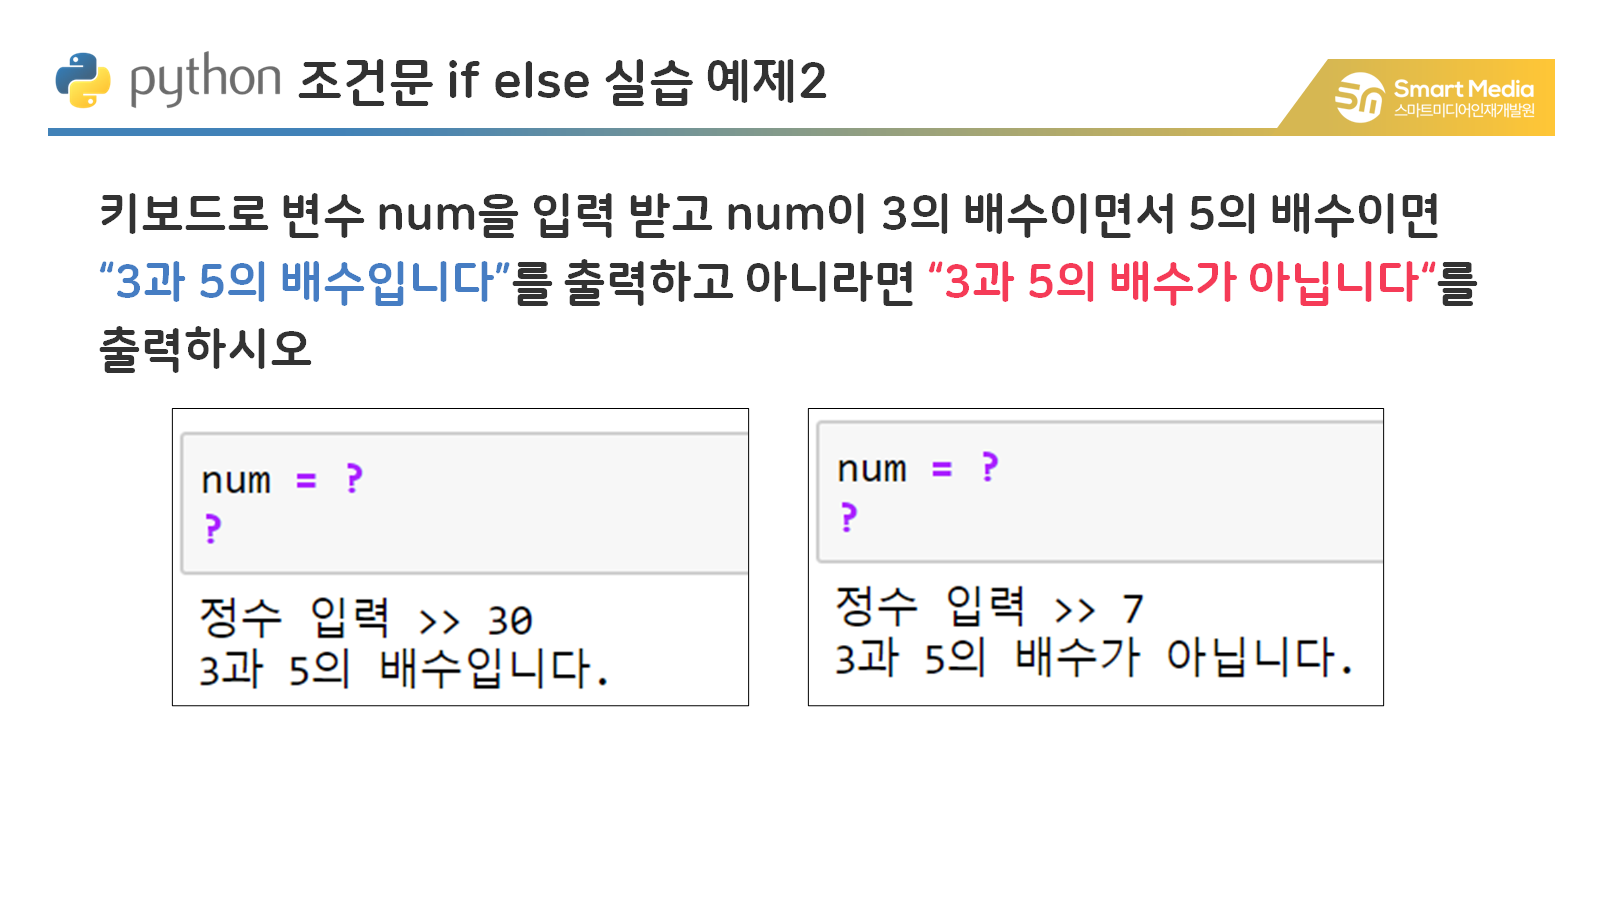 python 조건문 if else 실습 예제2
Smart Media
스마트미디어인재개발원
키보드로 변수 num을 입력 받고 num이 3의 배수이면서 5의 배수이면
“3과 5의 배수입니다”를 출력하고 아니라면 “3과 5의 배수가 아닙니다“를
출력하시오
num = ?
?
정수 입력 >> 30
3과 5의 배수입니다.
num = ?
?
정수 입력 >> 7
3과 5의 배수가 아닙니다.